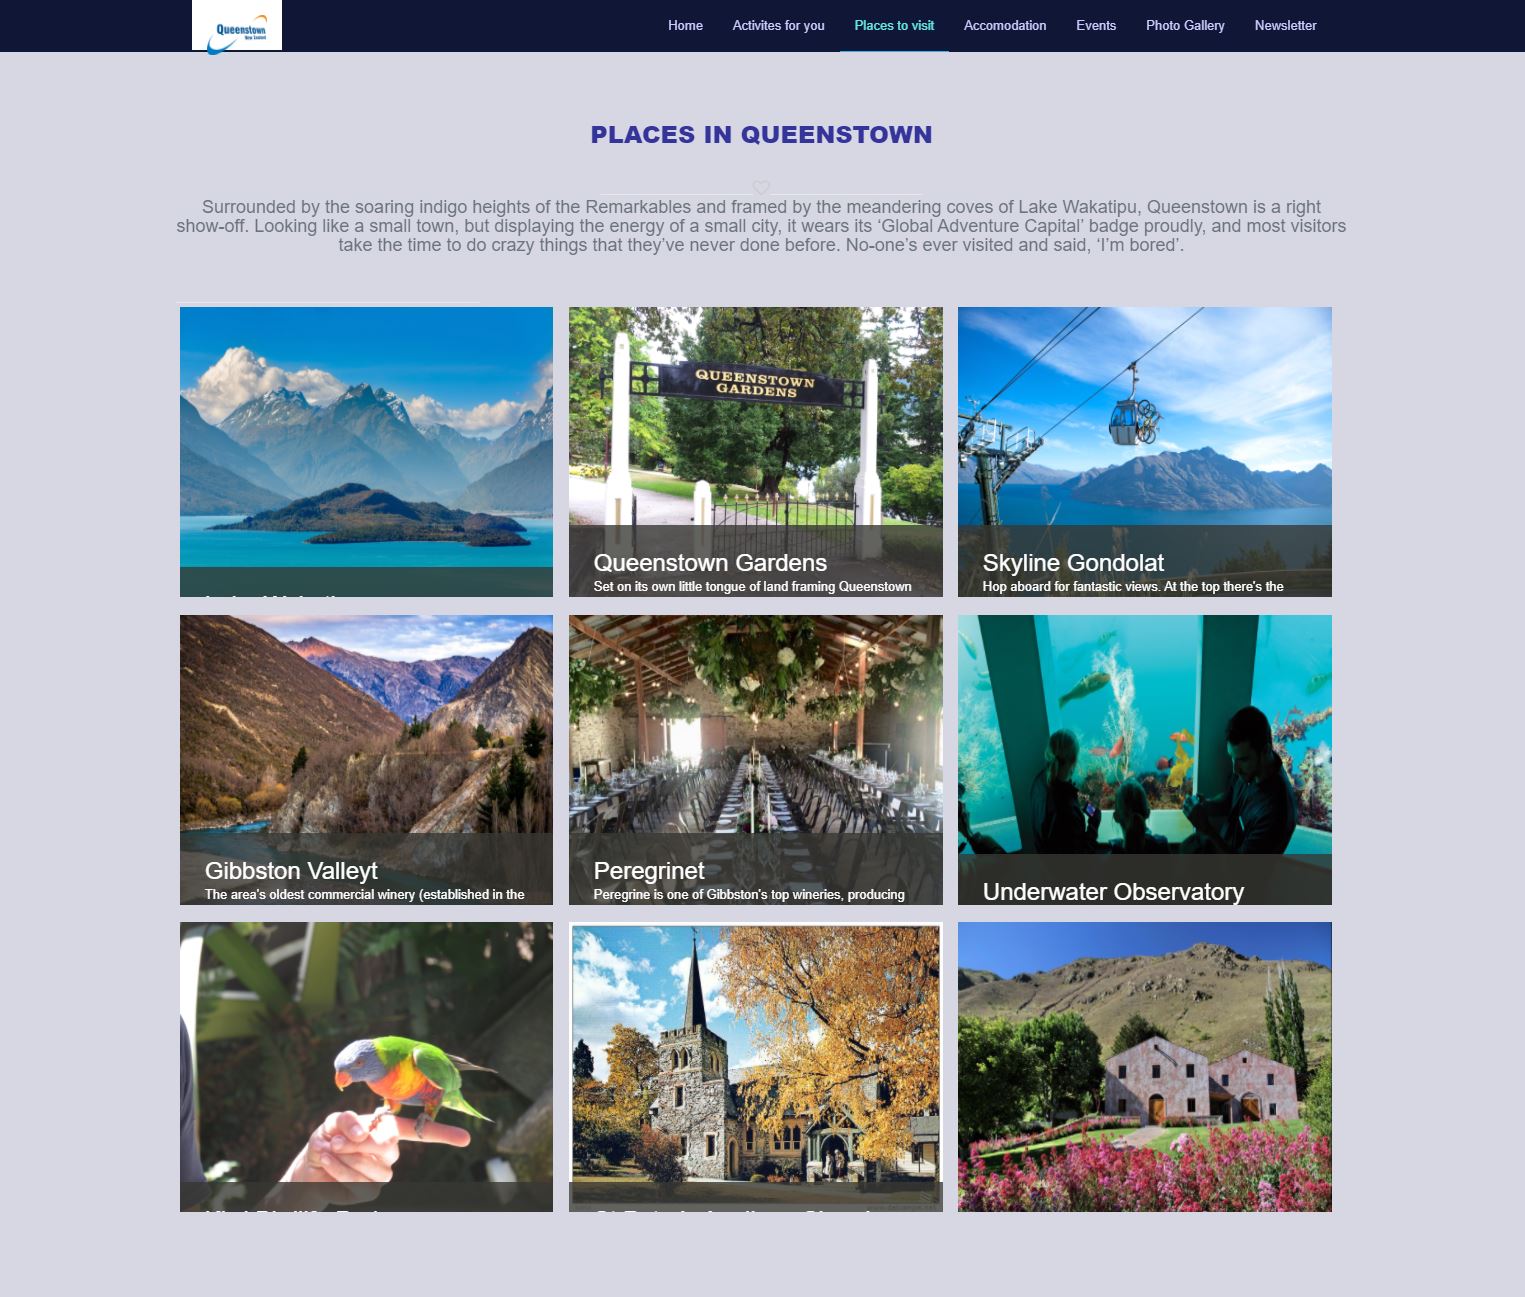 Queenstown
New Zealand
Home
Activites for you
Places to visit
Accomodation
Events
Photo Gallery
Newsletter
PLACES IN QUEENSTOWN
Surrounded by the soaring indigo heights of the Remarkables and framed by the meandering coves of Lake Wakatipu, Queenstown is a right
show-off. Looking like a small town, but displaying the energy of a small city, it wears its ‘Global Adventure Capital’ badge proudly, and most visitors
take the time to do crazy things that they’ve never done before. No-one’s ever visited and said, ‘I’m bored’.
QUEENSTOWN
GARDENS
Queenstown Gardens
Set on its own little tongue of land framing Queenstown
Skyline Gondolat
Hop aboard for fantastic views. At the top there's the
Gibbston Valleyt
The area's oldest commercial winery (established in the
Peregrinet
Peregrine is one of Gibbston's top wineries, producing
Underwater Observatory